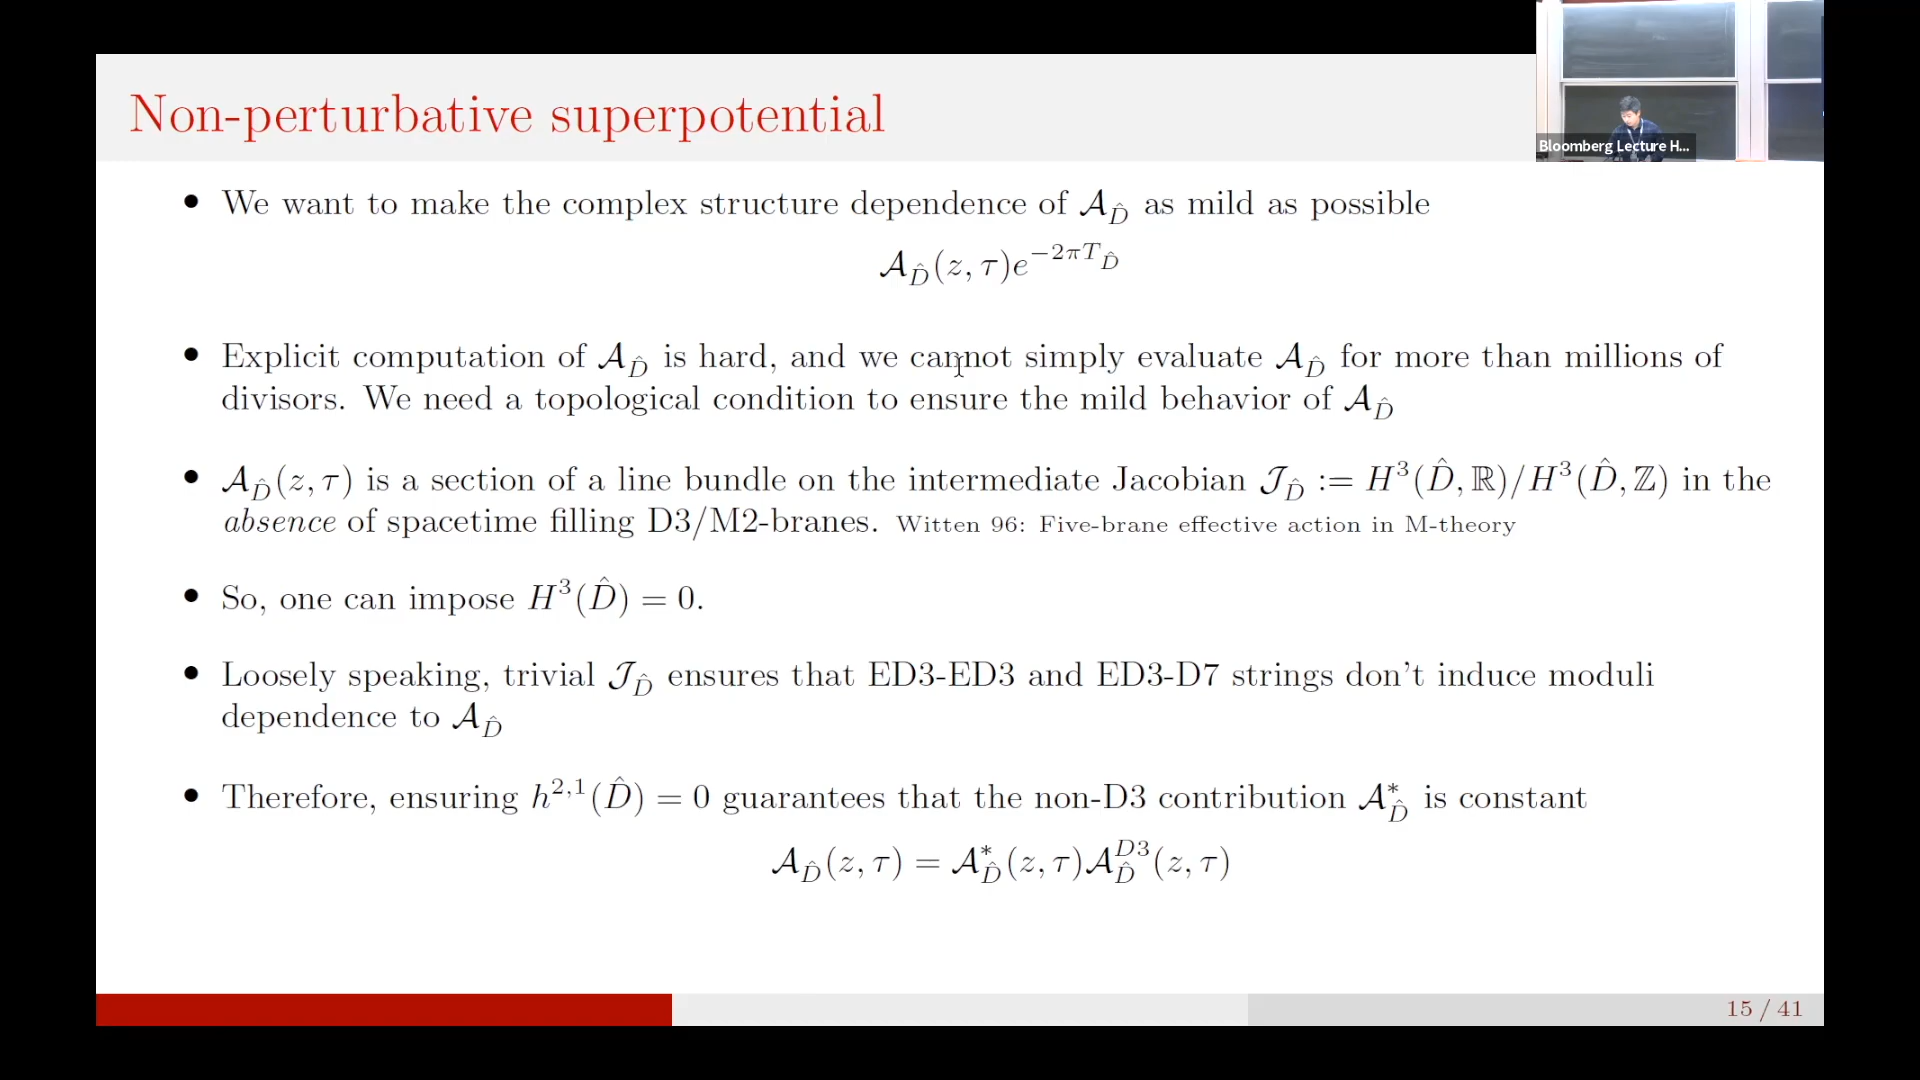 Non-perturbative superpotential
Bloomberg Lecture H...
• We want to make the complex structure dependence of 𝒜_D̂ as mild as possible
𝒜_D̂(z, τ)e^{−2πT_D̂}
• Explicit computation of 𝒜_D̂ is hard, and we cannot simply evaluate 𝒜_D̂ for more than millions of
divisors. We need a topological condition to ensure the mild behavior of 𝒜_D̂
• 𝒜_D̂(z, τ) is a section of a line bundle on the intermediate Jacobian 𝒥_D̂ := H³(D̂, ℝ)/H³(D̂, ℤ) in the
absence of spacetime filling D3/M2-branes. Witten 96: Five-brane effective action in M-theory
• So, one can impose H³(D̂) = 0.
• Loosely speaking, trivial 𝒥_D̂ ensures that ED3-ED3 and ED3-D7 strings don't induce moduli
dependence to 𝒜_D̂
• Therefore, ensuring h^{2,1}(D̂) = 0 guarantees that the non-D3 contribution 𝒜*_D̂ is constant
𝒜_D̂(z, τ) = 𝒜*_D̂(z, τ)𝒜^{D3}_D̂(z, τ)
15 / 41